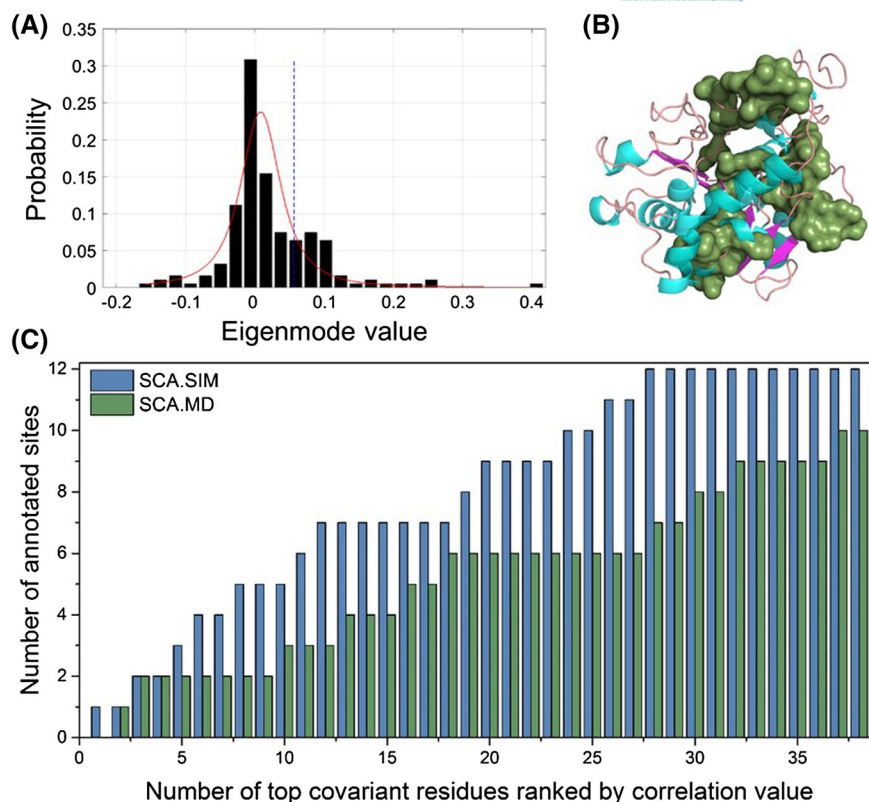 (A)
0.35
0.3
0.25
0.2
0.15
0.1
0.05
0
Probability
-0.2 -0.1 0 0.1 0.2 0.3 0.4
Eigenmode value
(B)
(C)
12
10
8
6
4
2
0
Number of annotated sites
SCA.SIM
SCA.MD
0 5 10 15 20 25 30 35
Number of top covariant residues ranked by correlation value